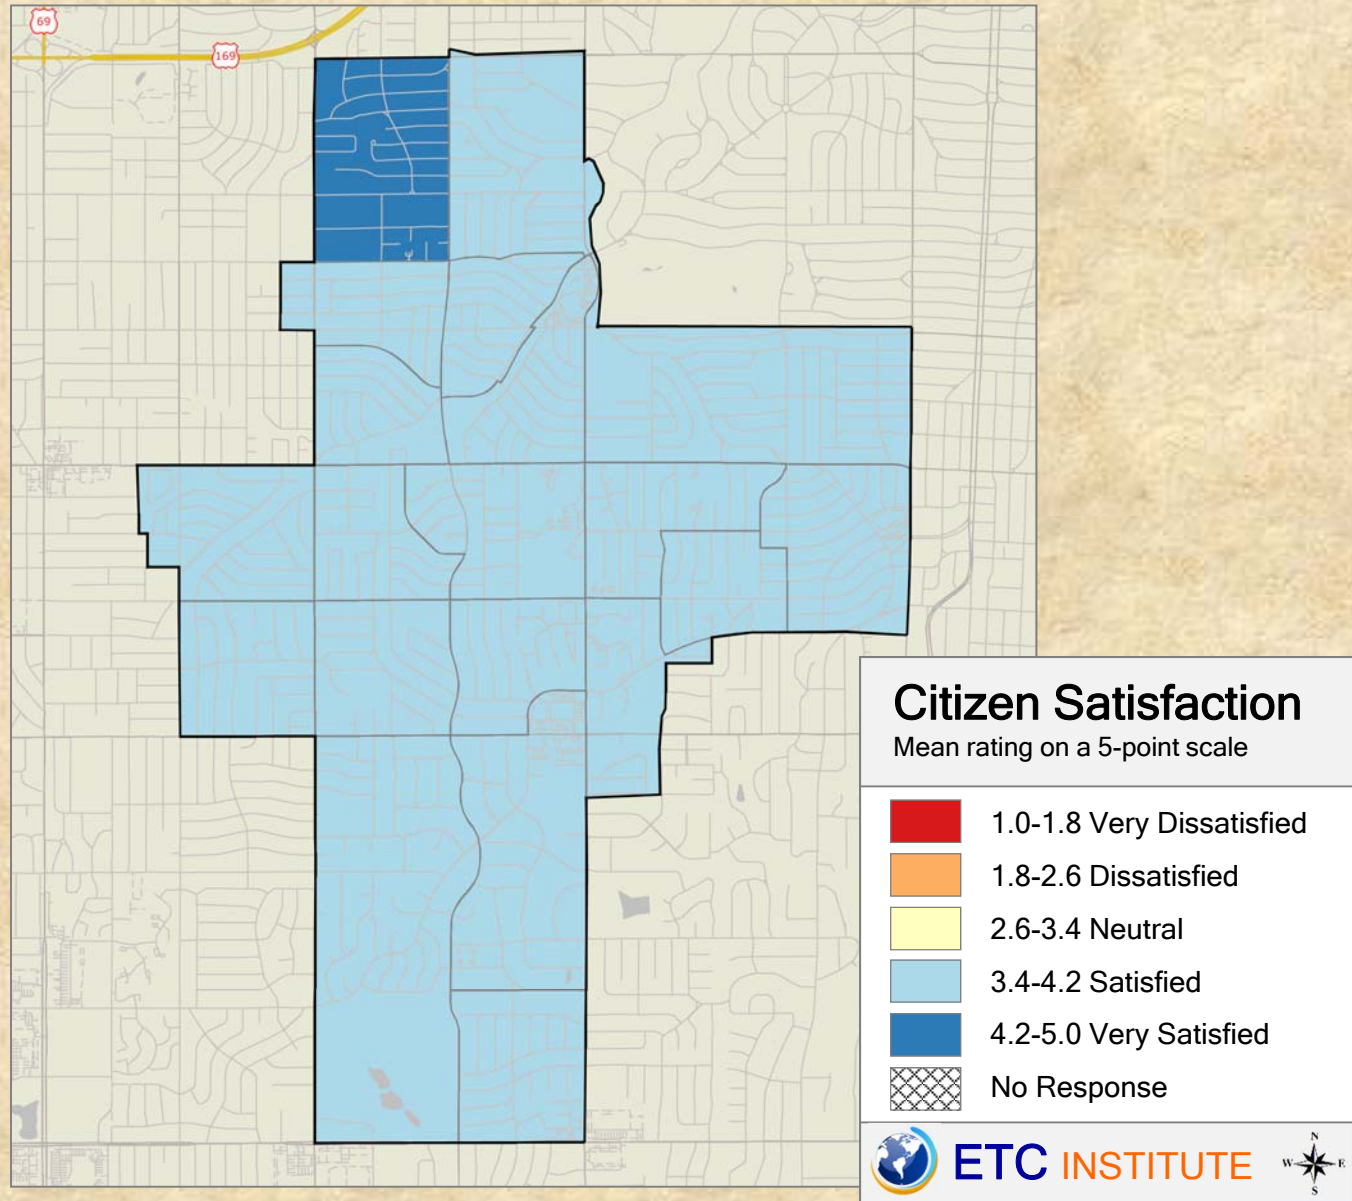 69
169
Citizen Satisfaction
Mean rating on a 5-point scale
1.0-1.8 Very Dissatisfied
1.8-2.6 Dissatisfied
2.6-3.4 Neutral
3.4-4.2 Satisfied
4.2-5.0 Very Satisfied
No Response
ETC INSTITUTE
N
W E
S